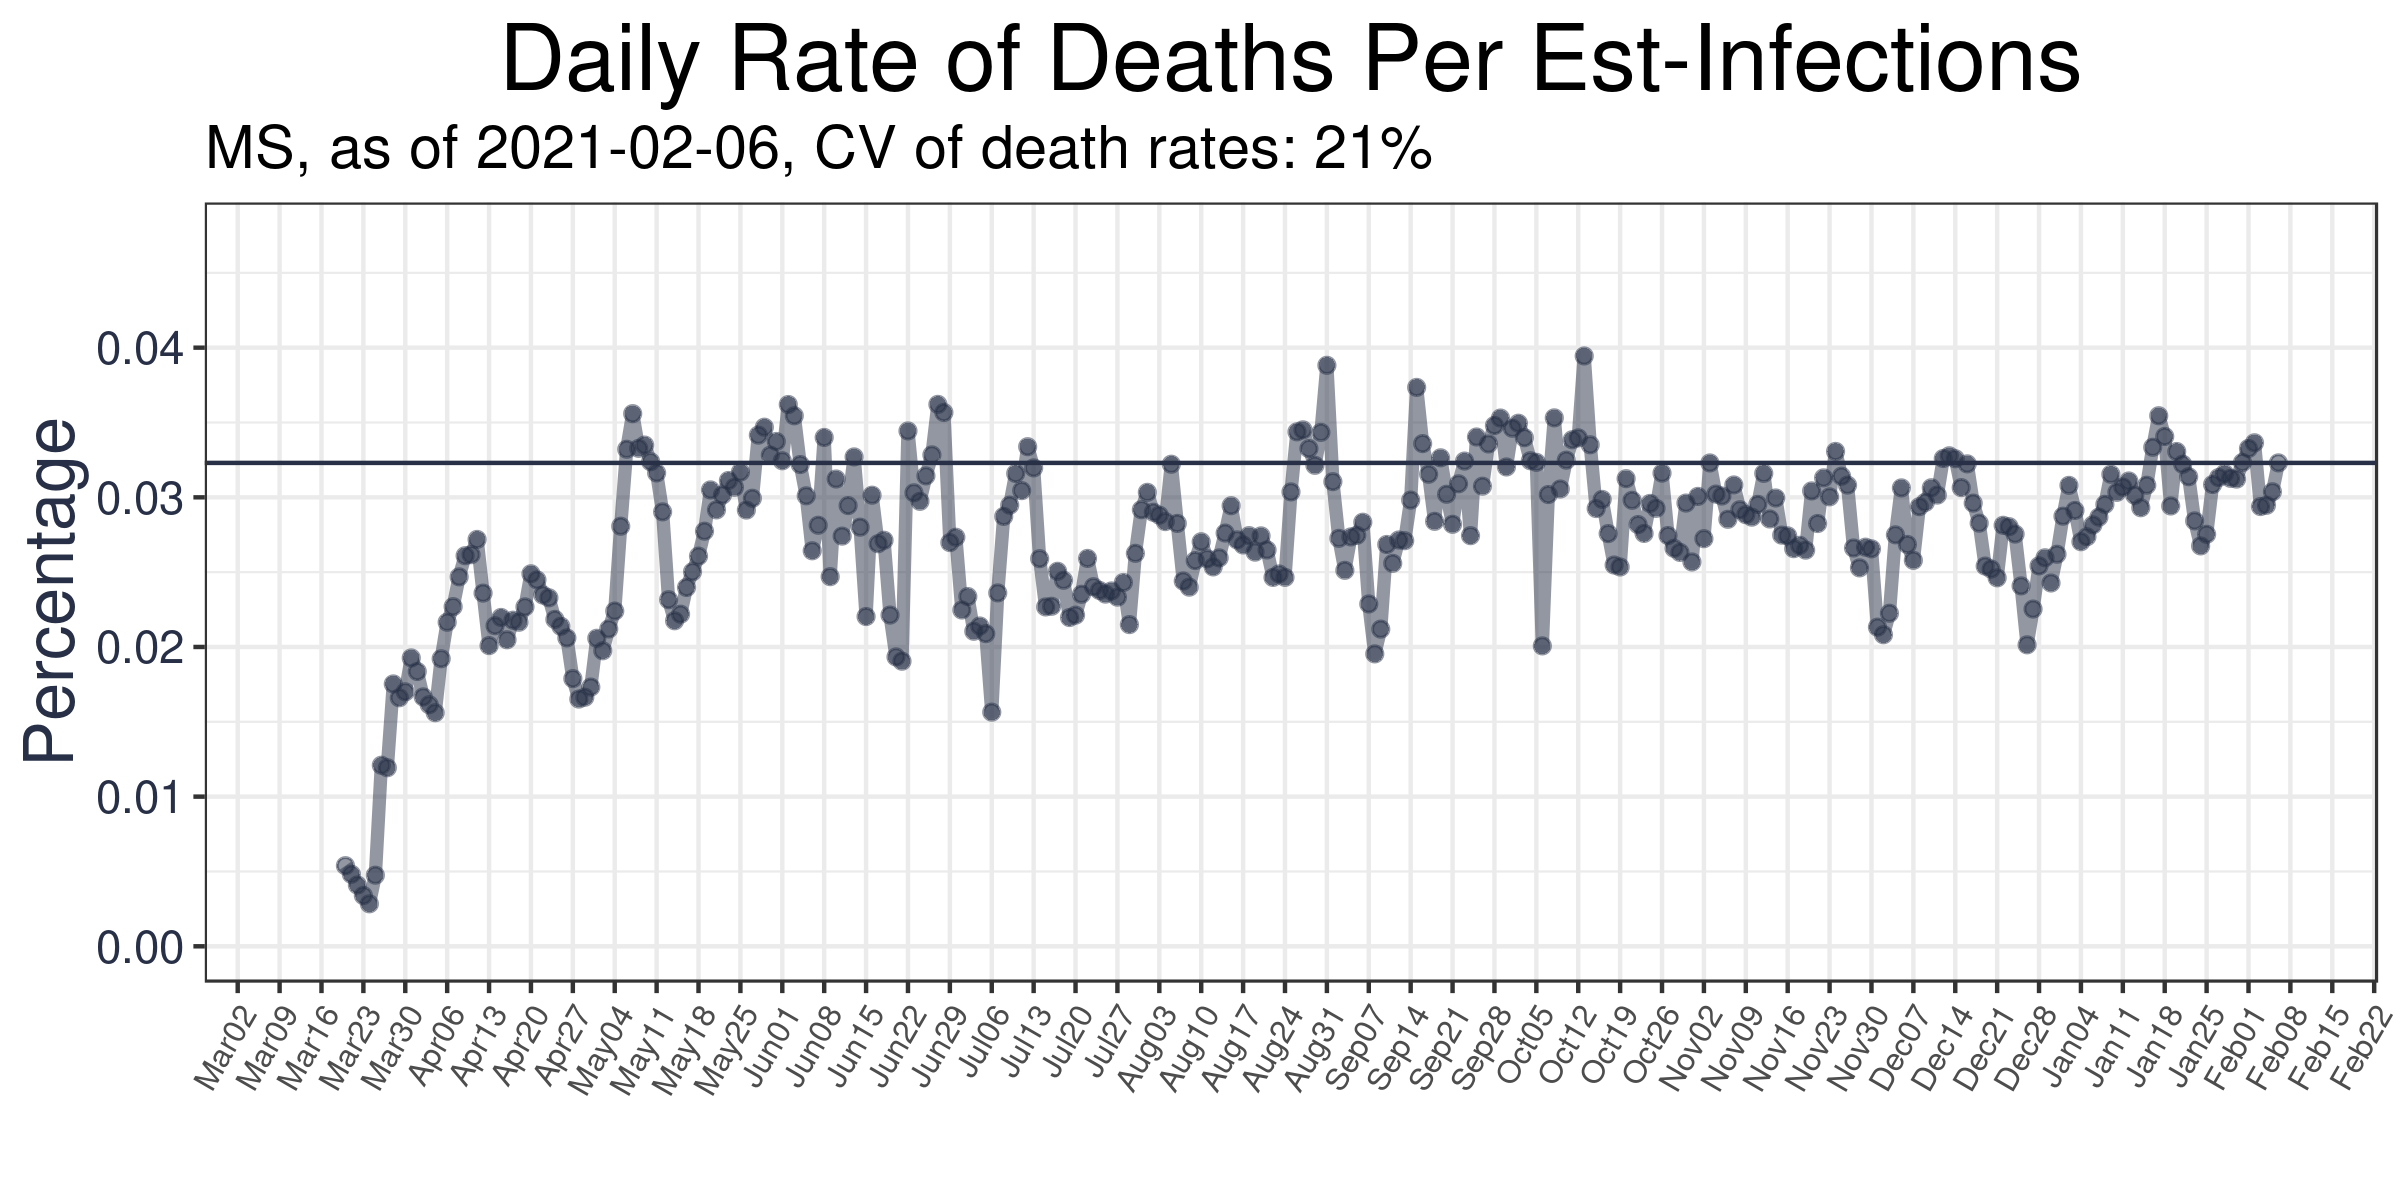 Daily Rate of Deaths Per Est-Infections
MS, as of 2021-02-06, CV of death rates: 21%
Percentage
0.04
0.03
0.02
0.01
0.00
Mar02
Mar09
Mar16
Mar23
Mar30
Apr06
Apr13
Apr20
Apr27
May04
May11
May18
May25
Jun01
Jun08
Jun15
Jun22
Jun29
Jul06
Jul13
Jul20
Jul27
Aug03
Aug10
Aug17
Aug24
Aug31
Sep07
Sep14
Sep21
Sep28
Oct05
Oct12
Oct19
Oct26
Nov02
Nov09
Nov16
Nov23
Nov30
Dec07
Dec14
Dec21
Dec28
Jan04
Jan11
Jan18
Jan25
Feb01
Feb08
Feb15
Feb22